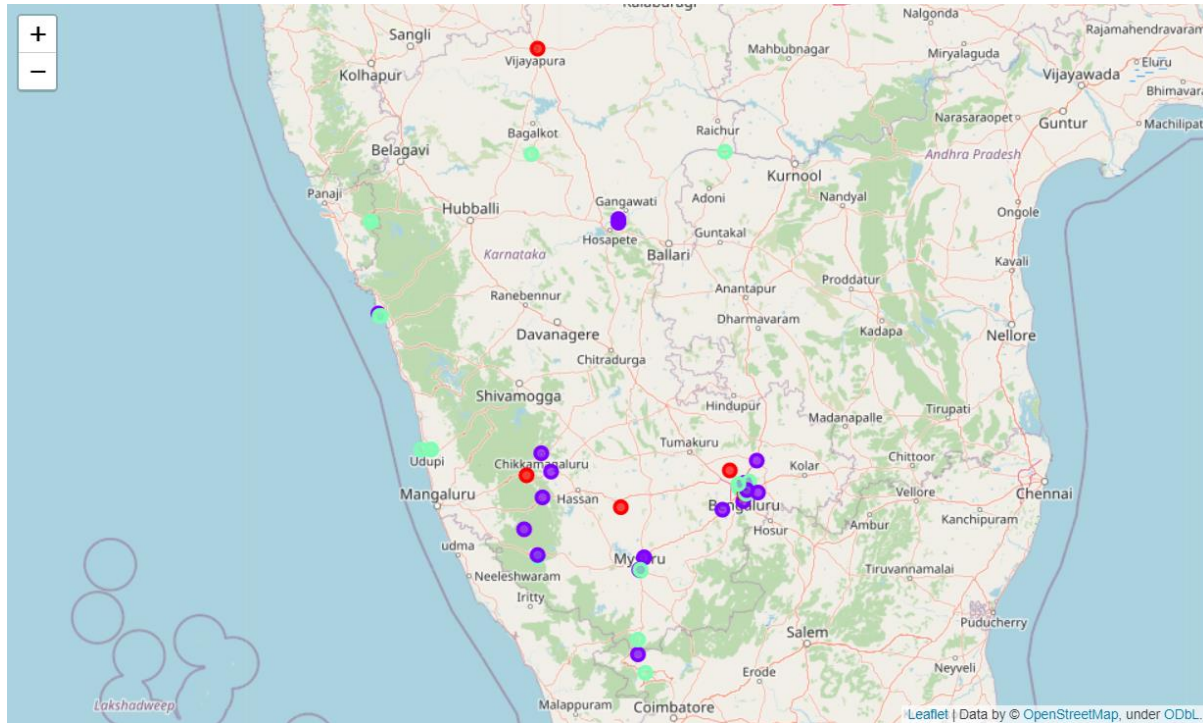 +
−
Kalaburagi
Nalgonda
Sangli
Rajamahendravaram
Mahbubnagar
Miryalaguda
Vijayapura
Eluru
Kolhapur
Vijayawada
Bhimavara
Bagalkot
Raichur
Narasaraopet
Guntur
Machilipat
Belagavi
Andhra Pradesh
Kurnool
Panaji
Gangawati
Adoni
Nandyal
Hubballi
Ongole
Hosapete
Guntakal
Karnataka
Ballari
Kavali
Proddatur
Ranebennur
Anantapur
Davanagere
Dharmavaram
Kadapa
Nellore
Chitradurga
Shivamogga
Hindupur
Tirupati
Madanapalle
Tumakuru
Udupi
Chikkamagaluru
Kolar
Chittoor
Mangaluru
Hassan
Bengaluru
Vellore
Chennai
Hosur
Ambur
Kanchipuram
udma
Mysuru
Neeleshwaram
Tiruvannamalai
Iritty
Puducherry
Salem
Erode
Neyveli
Lakshadweep
Malappuram
Coimbatore
Leaflet | Data by © OpenStreetMap, under ODbL.